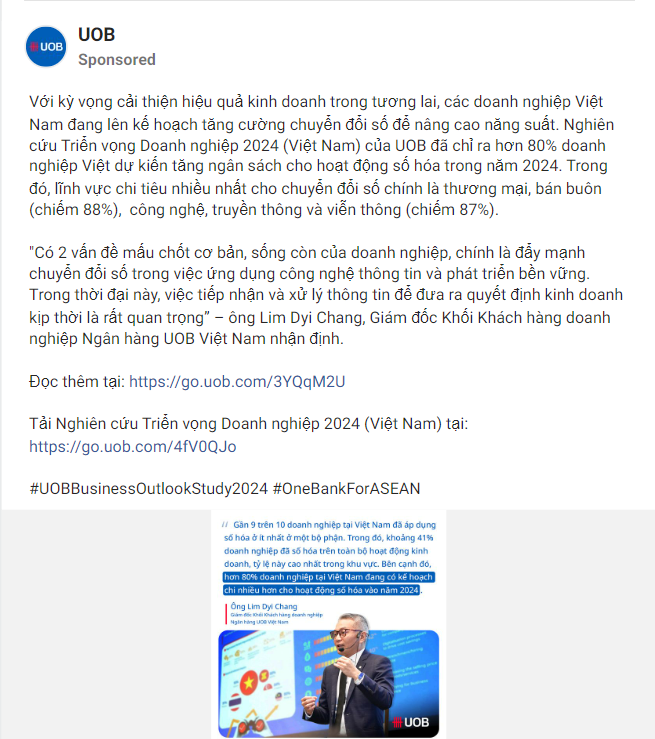 UOB
UOB
Sponsored
Với kỳ vọng cải thiện hiệu quả kinh doanh trong tương lai, các doanh nghiệp Việt
Nam đang lên kế hoạch tăng cường chuyển đổi số để nâng cao năng suất. Nghiên
cứu Triển vọng Doanh nghiệp 2024 (Việt Nam) của UOB đã chỉ ra hơn 80% doanh
nghiệp Việt dự kiến tăng ngân sách cho hoạt động số hóa trong năm 2024. Trong
đó, lĩnh vực chi tiêu nhiều nhất cho chuyển đổi số chính là thương mại, bán buôn
(chiếm 88%), công nghệ, truyền thông và viễn thông (chiếm 87%).
"Có 2 vấn đề mấu chốt cơ bản, sống còn của doanh nghiệp, chính là đẩy mạnh
chuyển đổi số trong việc ứng dụng công nghệ thông tin và phát triển bền vững.
Trong thời đại này, việc tiếp nhận và xử lý thông tin để đưa ra quyết định kinh doanh
kịp thời là rất quan trọng” – ông Lim Dyi Chang, Giám đốc Khối Khách hàng doanh
nghiệp Ngân hàng UOB Việt Nam nhận định.
Đọc thêm tại: https://go.uob.com/3YQqM2U
Tải Nghiên cứu Triển vọng Doanh nghiệp 2024 (Việt Nam) tại:
https://go.uob.com/4fV0QJo
#UOBBusinessOutlookStudy2024 #OneBankForASEAN
“ Gần 9 trên 10 doanh nghiệp tại Việt Nam đã áp dụng
số hóa ở ít nhất ở một bộ phận. Trong đó, khoảng 41%
doanh nghiệp đã số hóa trên toàn bộ hoạt động kinh
doanh, tỷ lệ này cao nhất trong khu vực. Bên cạnh đó,
hơn 80% doanh nghiệp tại Việt Nam đang có kế hoạch
chi nhiều hơn cho hoạt động số hóa vào năm 2024.
Ông Lim Dyi Chang
Giám đốc Khối Khách hàng doanh nghiệp
Ngân hàng UOB Việt Nam
UOB